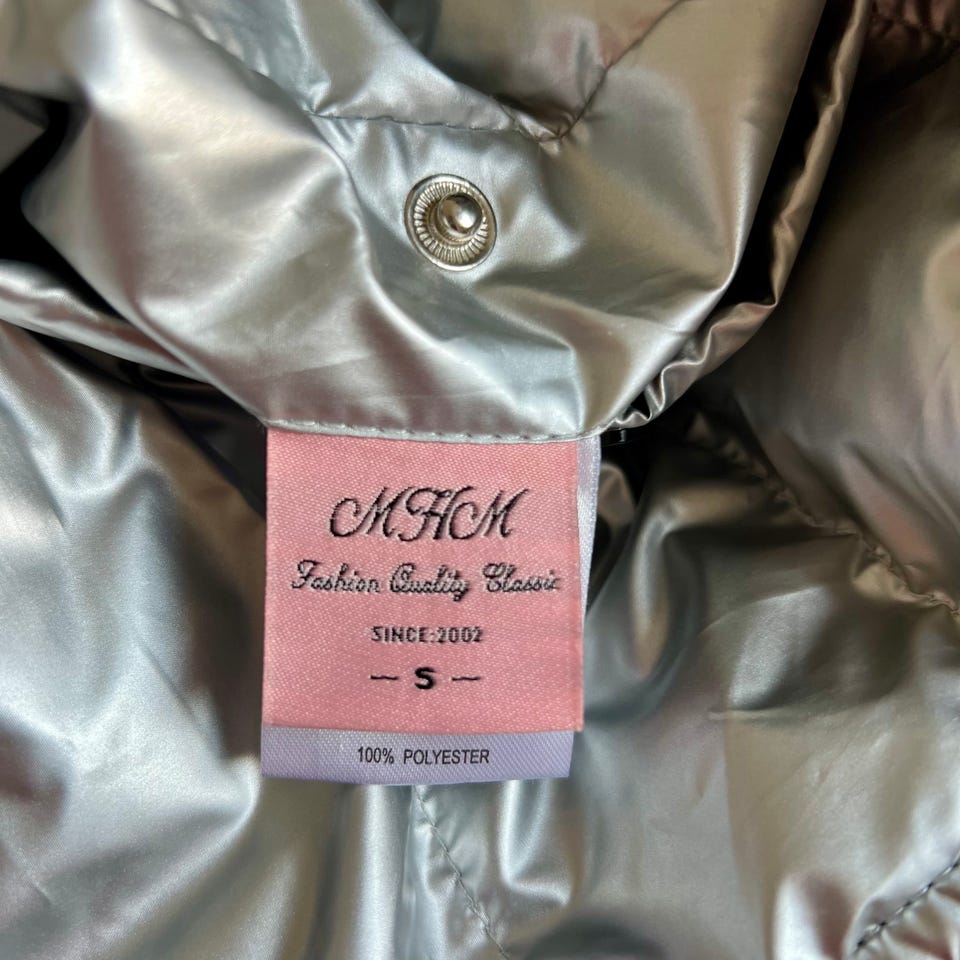 MHM
Fashion Quality Classic
SINCE:2002
— S —
100% POLYESTER